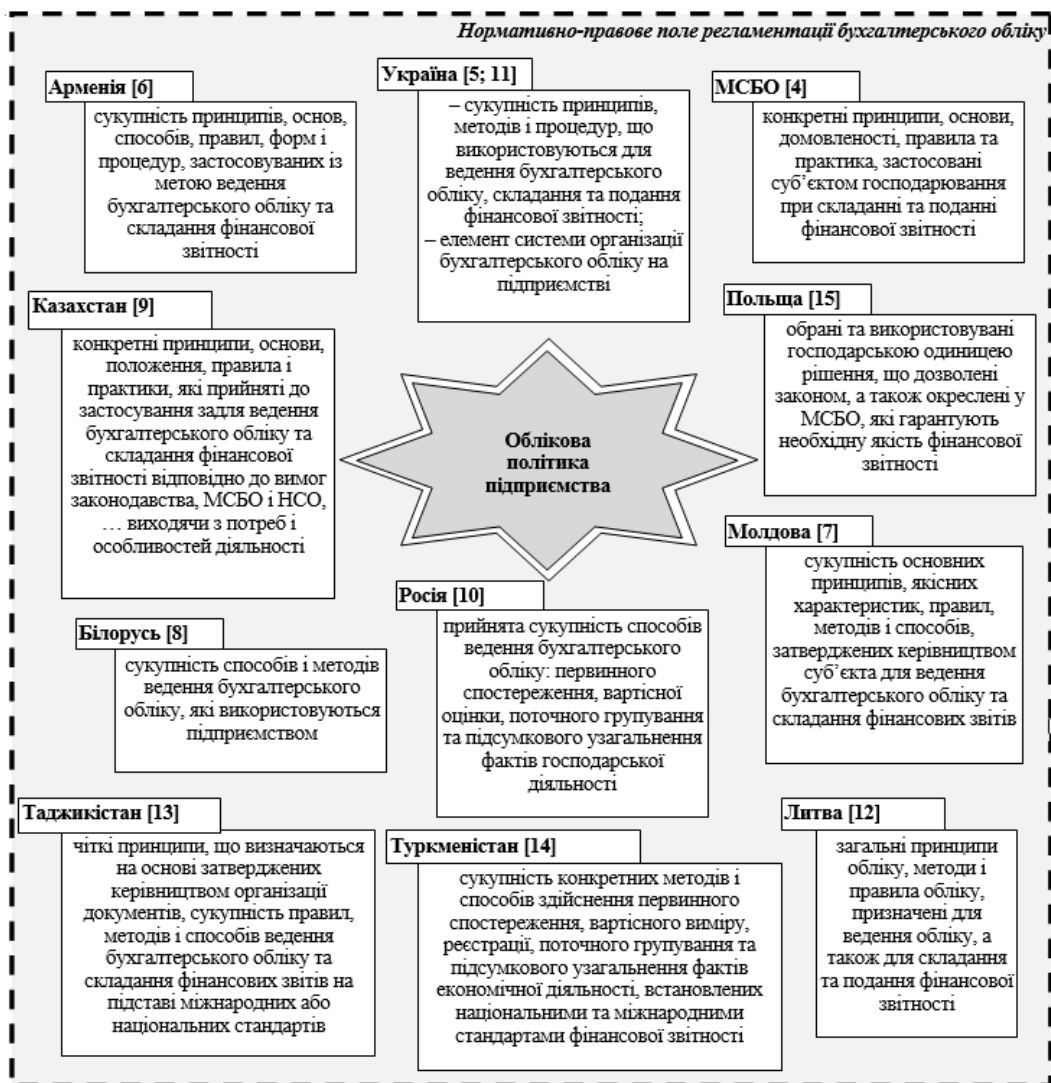 Нормативно-правове поле регламентації бухгалтерського обліку
Арменія [6]
сукупність принципів, основ,
способів, правил, форм і
процедур, застосовуваних із
метою ведення
бухгалтерського обліку та
складання фінансової
звітності
Україна [5; 11]
– сукупність принципів,
методів і процедур, що
використовуються для
ведення бухгалтерського
обліку, складання та подання
фінансової звітності;
– елемент системи організації
бухгалтерського обліку на
підприємстві
МСБО [4]
конкретні принципи, основи,
домовленості, правила та
практика, застосовані
суб’єктом господарювання
при складанні та поданні
фінансової звітності
Казахстан [9]
конкретні принципи, основи,
положення, правила і
практики, які прийняті до
застосування задля ведення
бухгалтерського обліку та
складання фінансової
звітності відповідно до вимог
законодавства, МСБО і НСО,
… виходячи з потреб і
особливостей діяльності
Облікова
політика
підприємства
Польща [15]
обрані та використовувані
господарською одиницею
рішення, що дозволені
законом, а також окреслені у
МСБО, які гарантують
необхідну якість фінансової
звітності
Білорусь [8]
сукупність способів і методів
ведення бухгалтерського
обліку, які використовуються
підприємством
Росія [10]
прийнята сукупність способів
ведення бухгалтерського
обліку: первинного
спостереження, вартісної
оцінки, поточного групування
та підсумкового узагальнення
фактів господарської
діяльності
Молдова [7]
сукупність основних
принципів, якісних
характеристик, правил,
методів і способів,
затверджених керівництвом
суб’єкта для ведення
бухгалтерського обліку та
складання фінансових звітів
Таджикістан [13]
чіткі принципи, що визначаються
на основі затверджених
керівництвом організації
документів, сукупність правил,
методів і способів ведення
бухгалтерського обліку та
складання фінансових звітів на
підставі міжнародних або
національних стандартів
Туркменістан [14]
сукупність конкретних методів і
способів здійснення первинного
спостереження, вартісного виміру,
реєстрації, поточного групування та
підсумкового узагальнення фактів
економічної діяльності, встановлених
національними та міжнародними
стандартами фінансової звітності
Литва [12]
загальні принципи
обліку, методи і
правила обліку,
призначені для
ведення обліку, а
також для складання
та подання фінансової
звітності